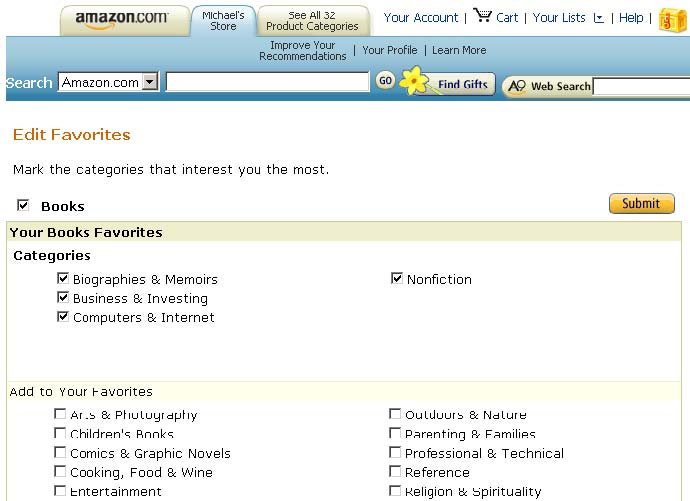 amazon.com
Michael's Store
See All 32 Product Categories
Your Account | Cart | Your Lists | Help |
Improve Your Recommendations | Your Profile | Learn More
Search Amazon.com GO Find Gifts A9 Web Search
Edit Favorites
Mark the categories that interest you the most.
Books Submit
Your Books Favorites
Categories
Biographies & Memoirs Nonfiction
Business & Investing
Computers & Internet
Add to Your Favorites
Arts & Photography Outdoors & Nature
Children's Books Parenting & Families
Comics & Graphic Novels Professional & Technical
Cooking, Food & Wine Reference
Entertainment Religion & Spirituality